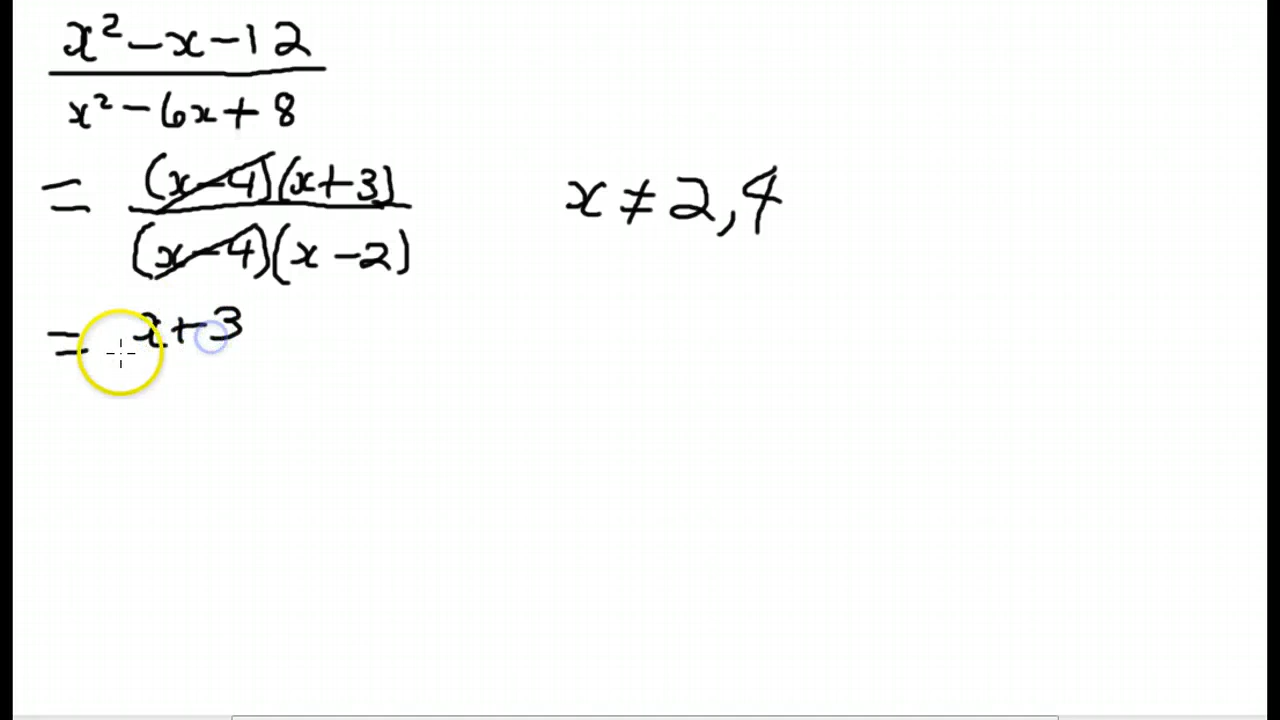 x² - x - 12
x² - 6x + 8
= (x - 4)(x + 3)
(x - 4)(x - 2)
x ≠ 2, 4
= x + 3